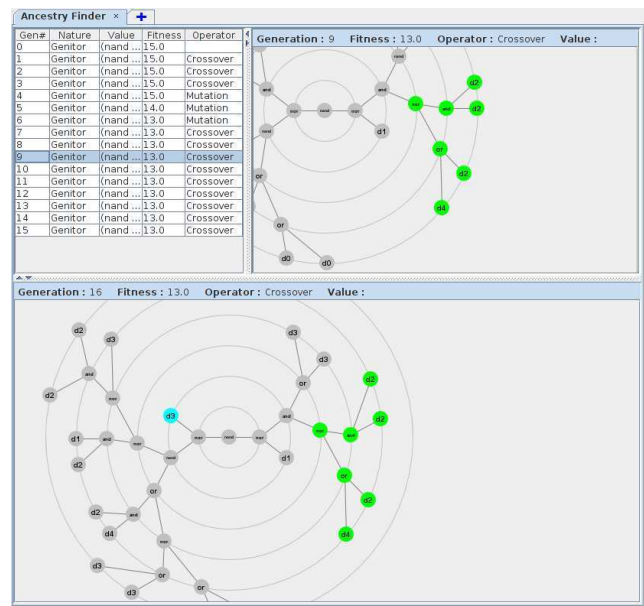 Ancestry Finder ×
Gen# Nature Value Fitness Operator
0 Genitor (nand ... 15.0
1 Genitor (nand ... 15.0 Crossover
2 Genitor (nand ... 15.0 Crossover
3 Genitor (nand ... 15.0 Crossover
4 Genitor (nand ... 15.0 Mutation
5 Genitor (nand ... 14.0 Mutation
6 Genitor (nand ... 13.0 Mutation
7 Genitor (nand ... 13.0 Crossover
8 Genitor (nand ... 13.0 Crossover
9 Genitor (nand ... 13.0 Crossover
10 Genitor (nand ... 13.0 Crossover
11 Genitor (nand ... 13.0 Crossover
12 Genitor (nand ... 13.0 Crossover
13 Genitor (nand ... 13.0 Crossover
14 Genitor (nand ... 13.0 Crossover
15 Genitor (nand ... 13.0 Crossover
Generation : 9 Fitness : 13.0 Operator : Crossover Value :
d2
and and d2
nand d1
or
or d2
d4
or
d0 d0
Generation : 16 Fitness : 13.0 Operator : Crossover Value :
d2 d3 d3
d3
and d2
d2 or
d3 and d2
d1 and nand d1
d2
or or
d2 and d2
d4 d4
d3 or
d3 or